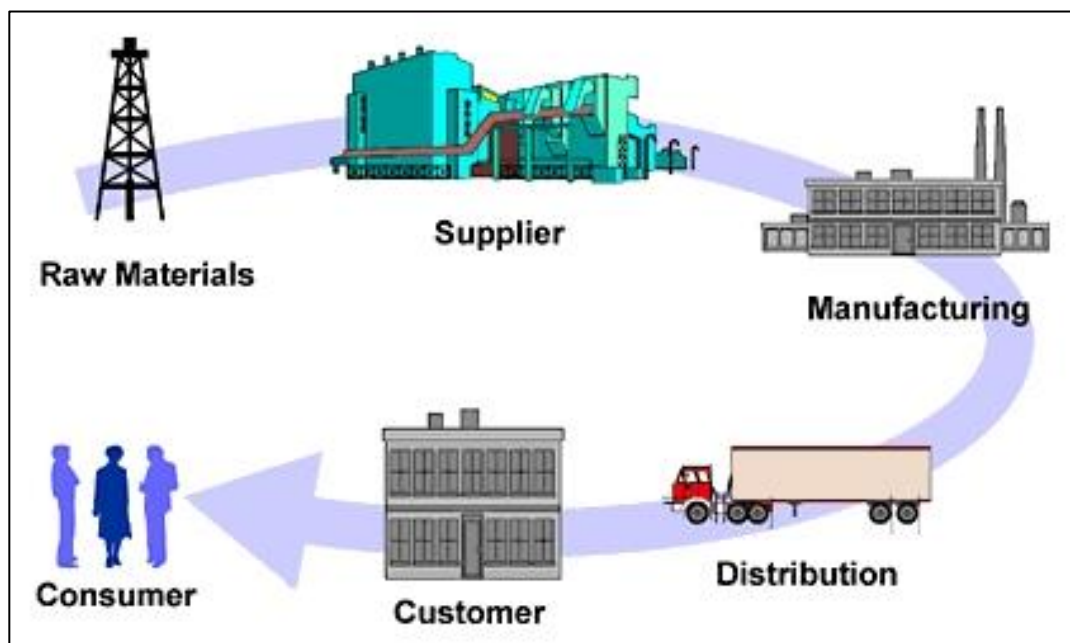 Raw Materials
Supplier
Manufacturing
Distribution
Customer
Consumer